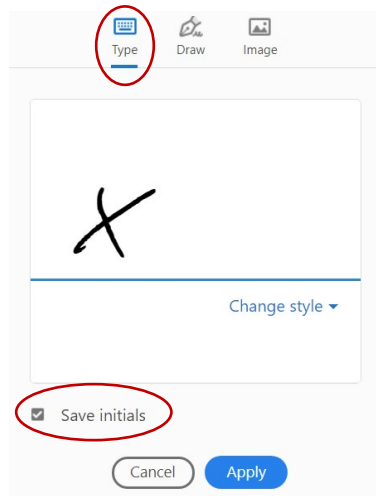 Type Draw Image
X
Change style
Save initials
Cancel Apply